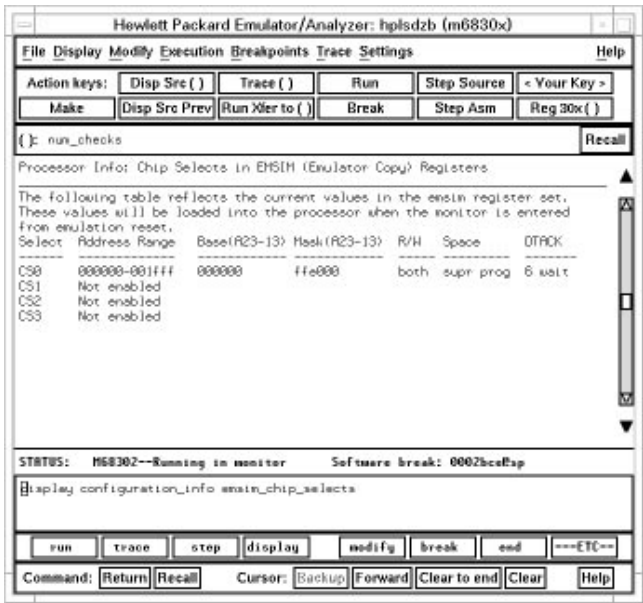 Hewlett Packard Emulator/Analyzer: hplsdzb (m6830x)
File Display Modify Execution Breakpoints Trace Settings Help
Action keys: Disp Src ( ) Trace ( ) Run Step Source < Your Key >
Make Disp Src Prev Run Xfer to ( ) Break Step Asm Reg 30x ( )
( ): num_checks Recall
Processor Info: Chip Selects in EMSIM (Emulator Copy) Registers
The following table reflects the current values in the emsim register set.
These values will be loaded into the processor when the monitor is entered
from emulation reset.
Select Address Range Base(A23-13) Mask(A23-13) R/W Space DTACK
CS0 000000-001fff 000000 ffe000 both supr prog 6 wait
CS1 Not enabled
CS2 Not enabled
CS3 Not enabled
STATUS: M68302--Running in monitor Software break: 0002bce@sp
display configuration_info emsim_chip_selects
run trace step display modify break end ---ETC--
Command: Return Recall Cursor: Backup Forward Clear to end Clear Help